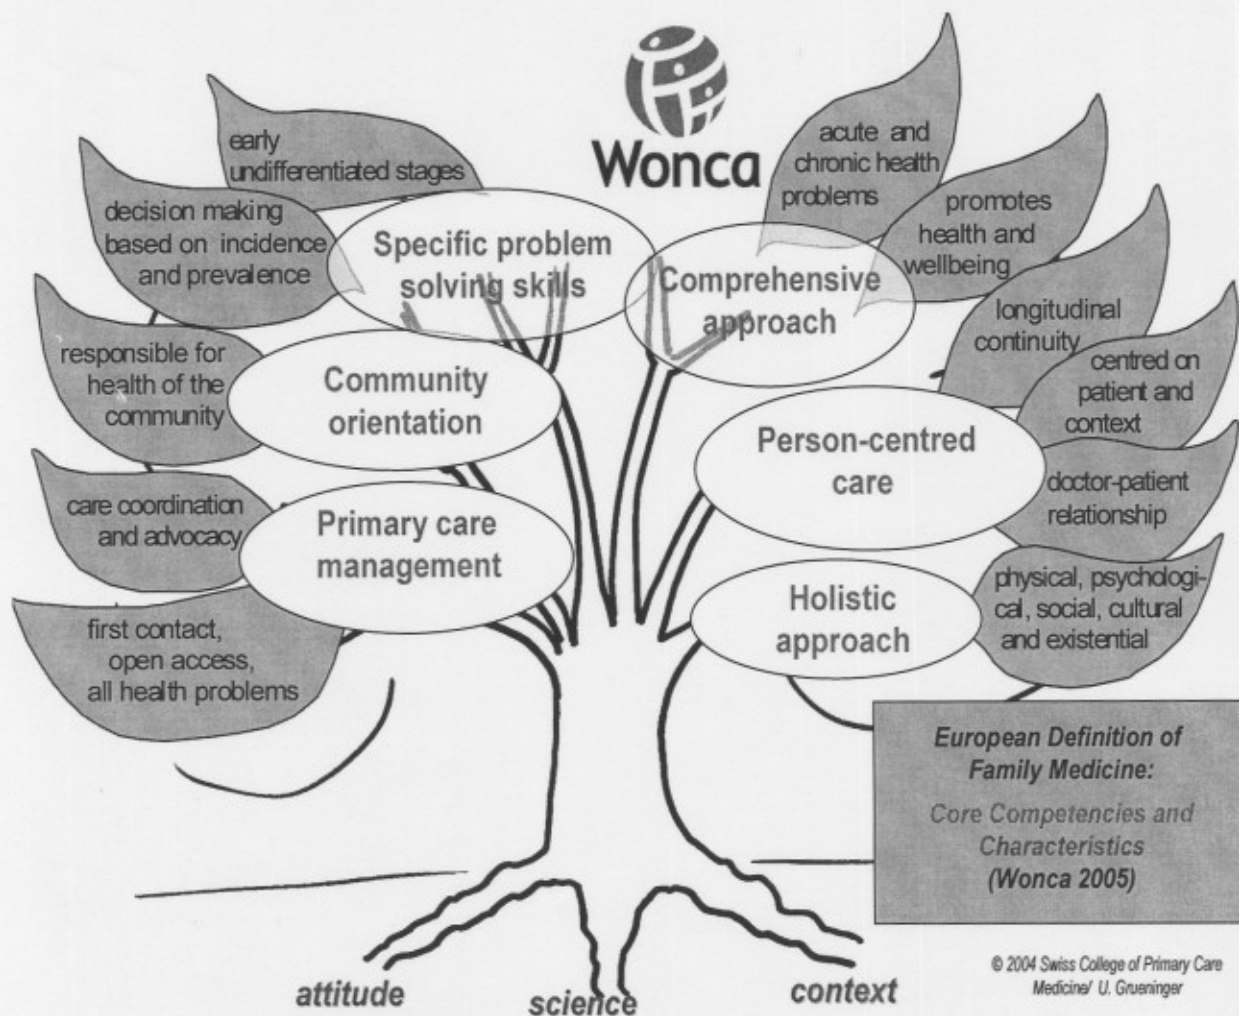 Wonca
early
undifferentiated stages
decision making
based on incidence
and prevalence
Specific problem
solving skills
responsible for
health of the
community
Community
orientation
care coordination
and advocacy
Primary care
management
first contact,
open access,
all health problems
acute and
chronic health
problems
promotes
health and
wellbeing
Comprehensive
approach
longitudinal
continuity
centred on
patient and
context
Person-centred
care
doctor-patient
relationship
Holistic
approach
physical, psychologi-
cal, social, cultural
and existential
European Definition of
Family Medicine:
Core Competencies and
Characteristics
(Wonca 2005)
attitude
science
context
© 2004 Swiss College of Primary Care
Medicine/ U. Grueninger